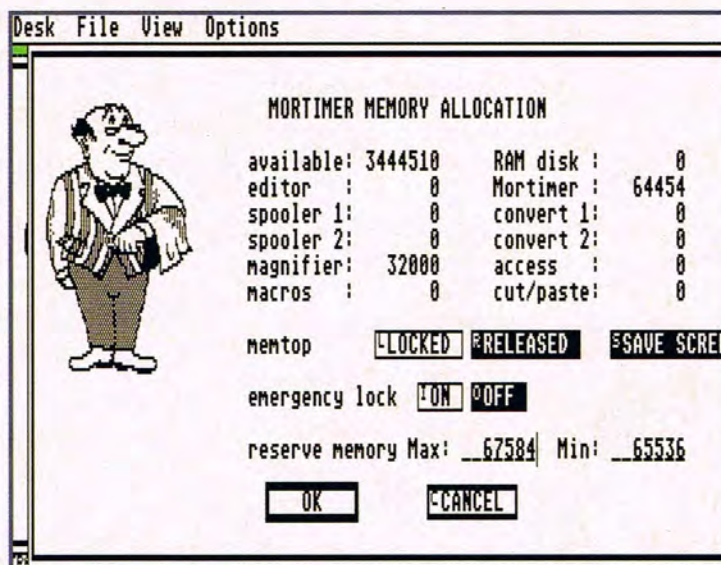 Desk File View Options
MORTIMER MEMORY ALLOCATION
available: 3444510 RAM disk : 0
editor : 0 Mortimer : 64454
spooler 1: 0 convert 1: 0
spooler 2: 0 convert 2: 0
magnifier: 32000 access : 0
macros : 0 cut/paste: 0
memtop LLOCKED RRELEASED SSAVE SCREE
emergency lock ION OOFF
reserve memory Max: __67584 Min: __65536
OK CCANCEL